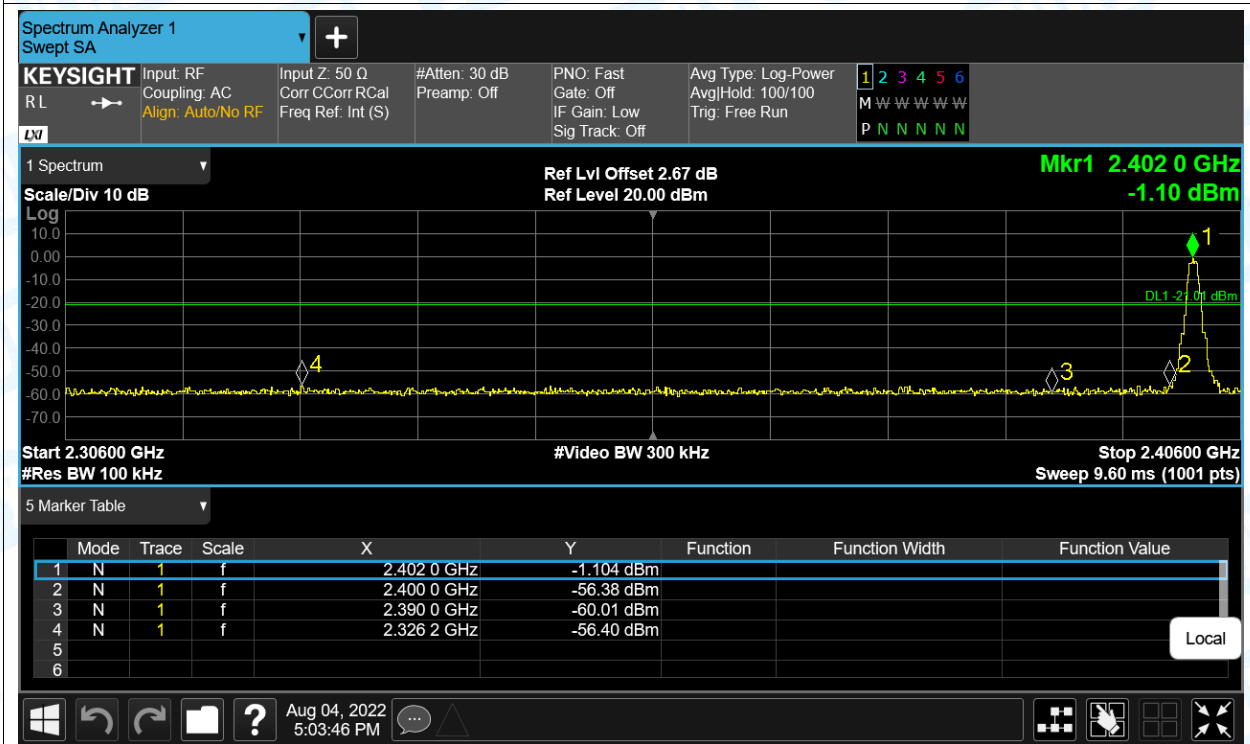 Spectrum Analyzer 1
Swept SA
KEYSIGHT
RL
LXI
Input: RF
Coupling: AC
Align: Auto/No RF
Input Z: 50 Ω
Corr CCorr RCal
Freq Ref: Int (S)
#Atten: 30 dB
Preamp: Off
PNO: Fast
Gate: Off
IF Gain: Low
Sig Track: Off
Avg Type: Log-Power
Avg|Hold: 100/100
Trig: Free Run
1 2 3 4 5 6
M W W W W W
P N N N N N
1 Spectrum
Scale/Div 10 dB
Ref Lvl Offset 2.67 dB
Ref Level 20.00 dBm
Mkr1 2.402 0 GHz
-1.10 dBm
Log
10.0
0.00
-10.0
-20.0
-30.0
-40.0
-50.0
-60.0
-70.0
1
DL1 -21.01 dBm
4
3
2
Start 2.30600 GHz
#Res BW 100 kHz
#Video BW 300 kHz
Stop 2.40600 GHz
Sweep 9.60 ms (1001 pts)
5 Marker Table
Mode Trace Scale X Y Function Function Width Function Value
1 N 1 f 2.402 0 GHz -1.104 dBm
2 N 1 f 2.400 0 GHz -56.38 dBm
3 N 1 f 2.390 0 GHz -60.01 dBm
4 N 1 f 2.326 2 GHz -56.40 dBm
5
6
Local
?
Aug 04, 2022
5:03:46 PM